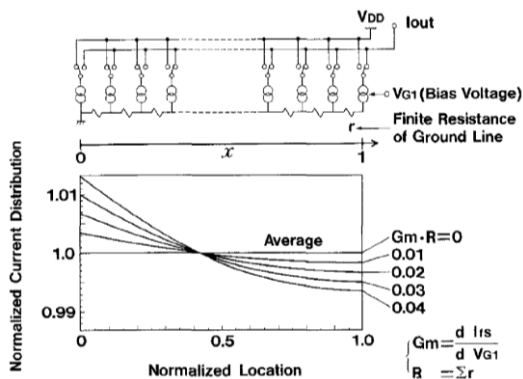 VDD
Iout
VG1 (Bias Voltage)
r
Finite Resistance
of Ground Line
0
x
1
Normalized Current Distribution
1.01
1.0
0.99
Average
Gm·R=0
0.01
0.02
0.03
0.04
0
0.5
1.0
Normalized Location
Gm=d IIs/d VG1
R =Σr